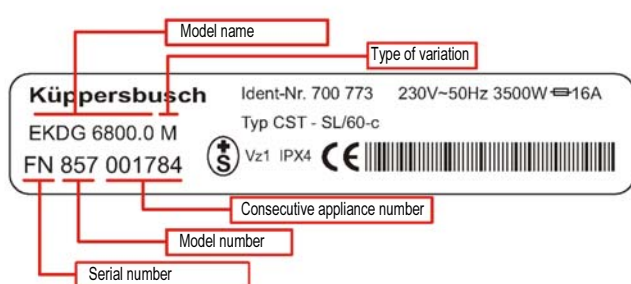 Model name
Type of variation
Küppersbusch Ident-Nr. 700 773 230V~50Hz 3500W 16A
EKDG 6800.0 M Typ CST - SL/60-c
FN 857 001784 +S Vz1 IPX4 CE
Consecutive appliance number
Model number
Serial number